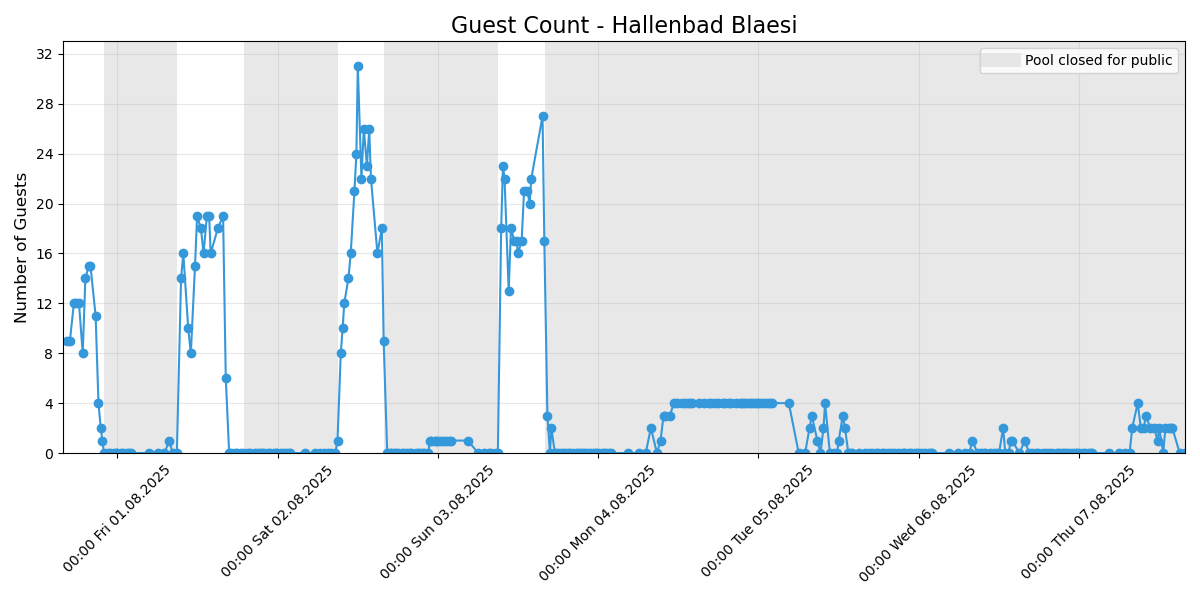 Guest Count - Hallenbad Blaesi
Pool closed for public
Number of Guests
32
28
24
20
16
12
8
4
0
00:00 Fri 01.08.2025
00:00 Sat 02.08.2025
00:00 Sun 03.08.2025
00:00 Mon 04.08.2025
00:00 Tue 05.08.2025
00:00 Wed 06.08.2025
00:00 Thu 07.08.2025